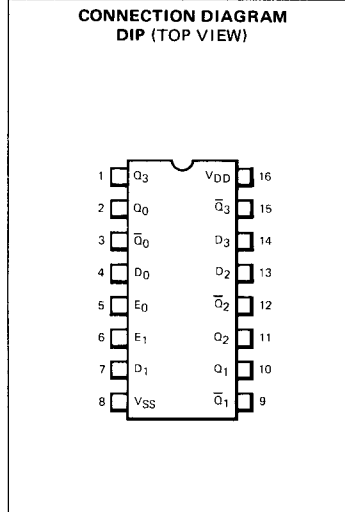 CONNECTION DIAGRAM
DIP (TOP VIEW)
1 Q3 VDD 16
2 Q0 Q̅3 15
3 Q̅0 D3 14
4 D0 D2 13
5 E0 Q̅2 12
6 E1 Q2 11
7 D1 Q1 10
8 VSS Q̅1 9